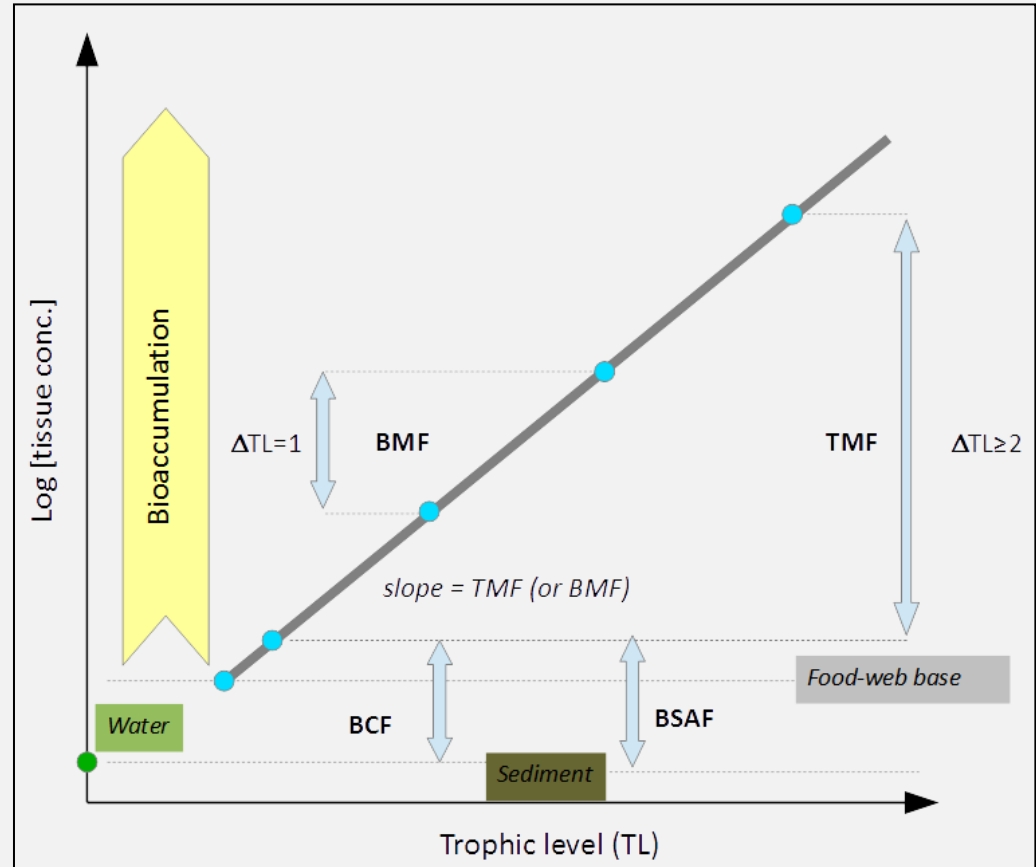 Log [tissue conc.]
Bioaccumulation
ΔTL=1
BMF
TMF
ΔTL≥2
slope = TMF (or BMF)
Food-web base
Water
BCF
BSAF
Sediment
Trophic level (TL)